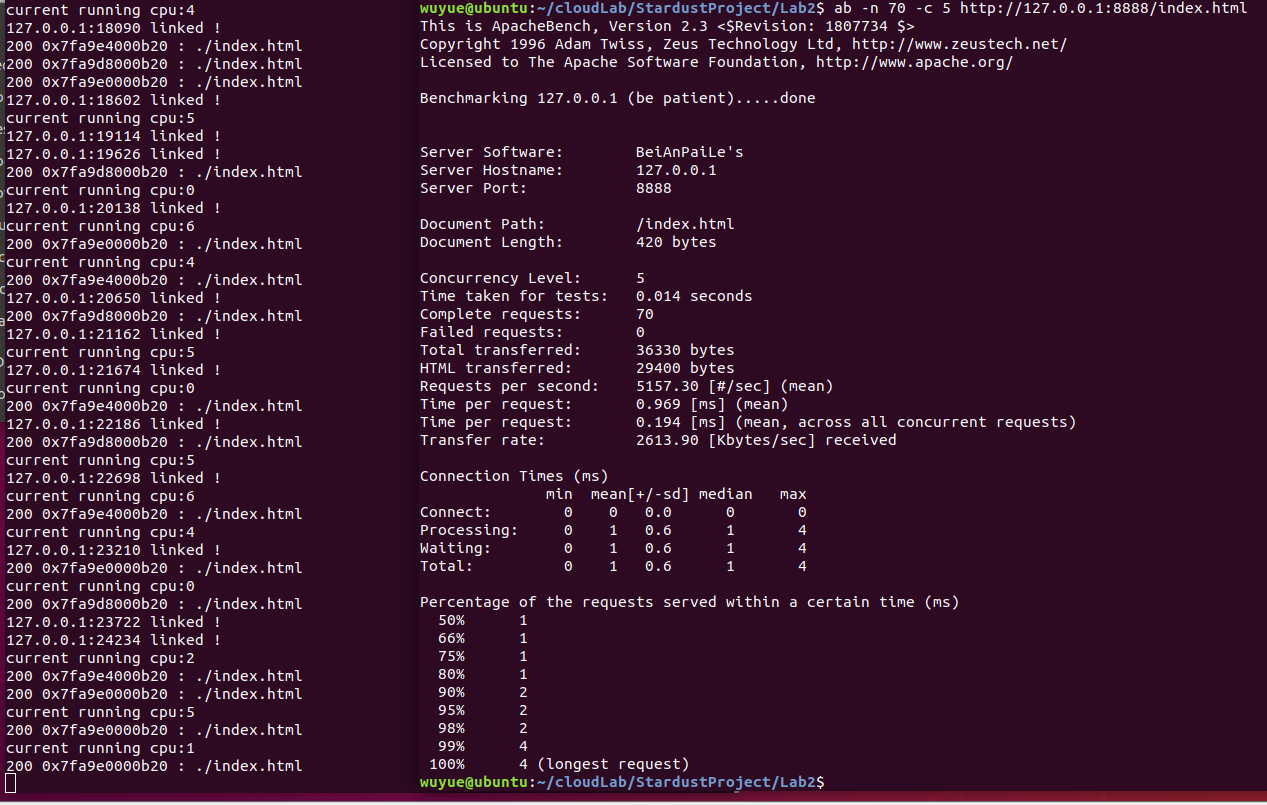 current running cpu:4
127.0.0.1:18090 linked !
200 0x7fa9e4000b20 : ./index.html
200 0x7fa9d8000b20 : ./index.html
200 0x7fa9e0000b20 : ./index.html
127.0.0.1:18602 linked !
current running cpu:5
127.0.0.1:19114 linked !
127.0.0.1:19626 linked !
200 0x7fa9d8000b20 : ./index.html
current running cpu:0
127.0.0.1:20138 linked !
current running cpu:6
200 0x7fa9e0000b20 : ./index.html
current running cpu:4
200 0x7fa9e4000b20 : ./index.html
127.0.0.1:20650 linked !
200 0x7fa9d8000b20 : ./index.html
127.0.0.1:21162 linked !
current running cpu:5
127.0.0.1:21674 linked !
current running cpu:0
200 0x7fa9e4000b20 : ./index.html
127.0.0.1:22186 linked !
200 0x7fa9d8000b20 : ./index.html
current running cpu:5
127.0.0.1:22698 linked !
current running cpu:6
200 0x7fa9e4000b20 : ./index.html
current running cpu:4
127.0.0.1:23210 linked !
200 0x7fa9e0000b20 : ./index.html
current running cpu:0
200 0x7fa9d8000b20 : ./index.html
127.0.0.1:23722 linked !
127.0.0.1:24234 linked !
current running cpu:2
200 0x7fa9e4000b20 : ./index.html
200 0x7fa9e0000b20 : ./index.html
current running cpu:5
200 0x7fa9e0000b20 : ./index.html
current running cpu:1
200 0x7fa9e0000b20 : ./index.html
wuyue@ubuntu:~/cloudLab/StardustProject/Lab2$ ab -n 70 -c 5 http://127.0.0.1:8888/index.html
This is ApacheBench, Version 2.3 <$Revision: 1807734 $>
Copyright 1996 Adam Twiss, Zeus Technology Ltd, http://www.zeustech.net/
Licensed to The Apache Software Foundation, http://www.apache.org/
Benchmarking 127.0.0.1 (be patient).....done
Server Software: BeiAnPaiLe's
Server Hostname: 127.0.0.1
Server Port: 8888
Document Path: /index.html
Document Length: 420 bytes
Concurrency Level: 5
Time taken for tests: 0.014 seconds
Complete requests: 70
Failed requests: 0
Total transferred: 36330 bytes
HTML transferred: 29400 bytes
Requests per second: 5157.30 [#/sec] (mean)
Time per request: 0.969 [ms] (mean)
Time per request: 0.194 [ms] (mean, across all concurrent requests)
Transfer rate: 2613.90 [Kbytes/sec] received
Connection Times (ms)
min mean[+/-sd] median max
Connect: 0 0 0.0 0 0
Processing: 0 1 0.6 1 4
Waiting: 0 1 0.6 1 4
Total: 0 1 0.6 1 4
Percentage of the requests served within a certain time (ms)
50% 1
66% 1
75% 1
80% 1
90% 2
95% 2
98% 2
99% 4
100% 4 (longest request)
wuyue@ubuntu:~/cloudLab/StardustProject/Lab2$